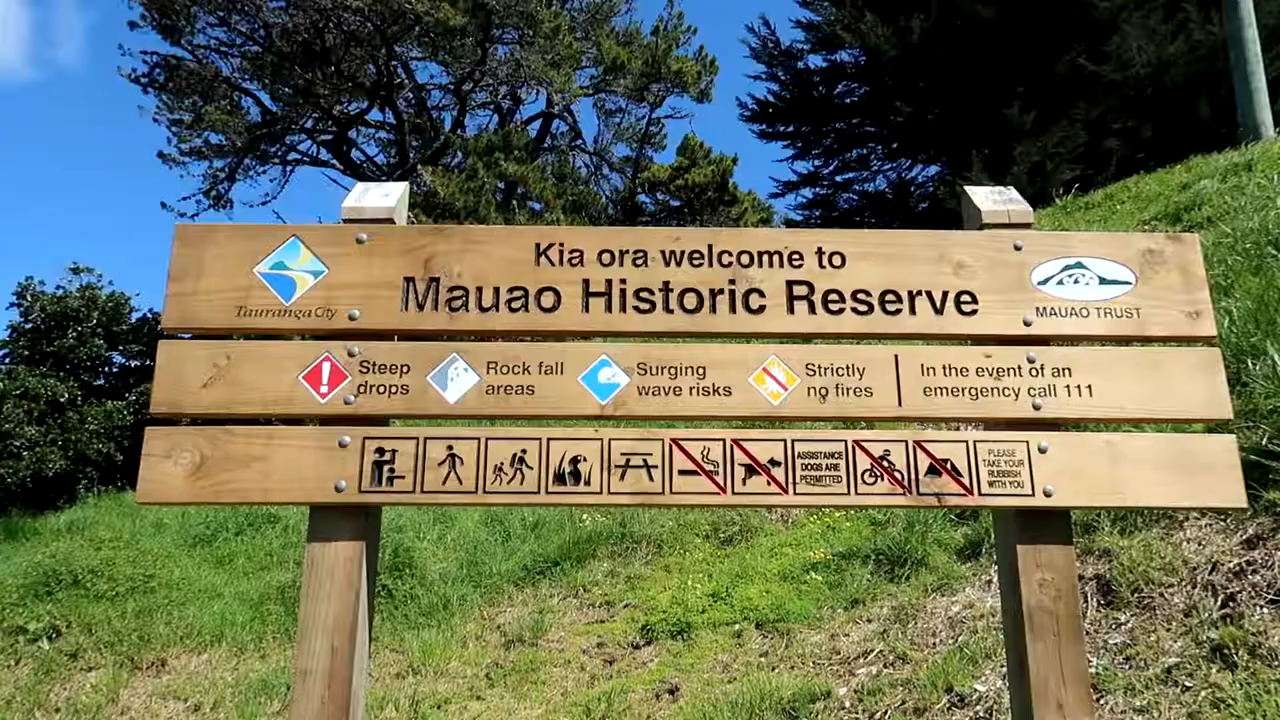 Kia ora welcome to
Mauao Historic Reserve
Tauranga City
MAUAO TRUST
Steep
drops
Rock fall
areas
Surging
wave risks
Strictly
no fires
In the event of an
emergency call 111
ASSISTANCE
DOGS ARE
PERMITTED
PLEASE
TAKE YOUR
RUBBISH
WITH YOU